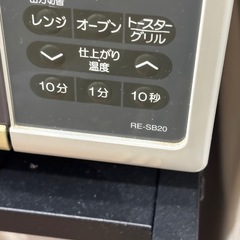 レンジ オーブン トースター
グリル
仕上がり
温度
10分 1分 10秒
RE-SB20